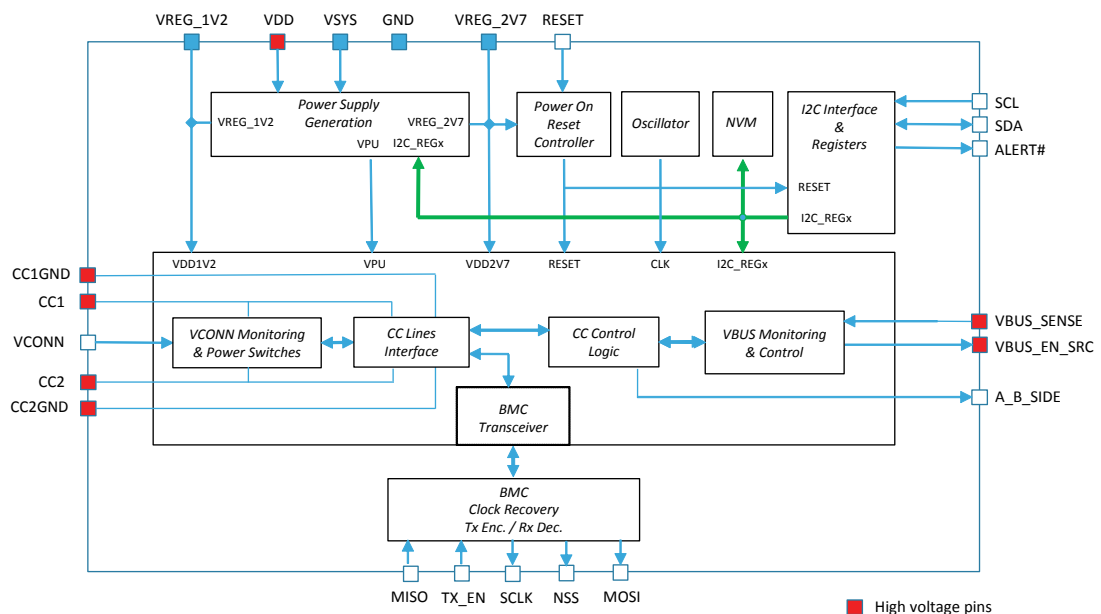 VREG_1V2
VDD
VSYS
GND
VREG_2V7
RESET
Power Supply
Generation
VREG_1V2
VREG_2V7
VPU
I2C_REGx
Power On
Reset
Controller
Oscillator
NVM
I2C Interface
&
Registers
RESET
I2C_REGx
SCL
SDA
ALERT#
VDD1V2
VPU
VDD2V7
RESET
CLK
I2C_REGx
CC1GND
CC1
VCONN
CC2
CC2GND
VCONN Monitoring
& Power Switches
CC Lines
Interface
CC Control
Logic
VBUS Monitoring
& Control
VBUS_SENSE
VBUS_EN_SRC
A_B_SIDE
BMC
Transceiver
BMC
Clock Recovery
Tx Enc. / Rx Dec.
MISO
TX_EN
SCLK
NSS
MOSI
High voltage pins